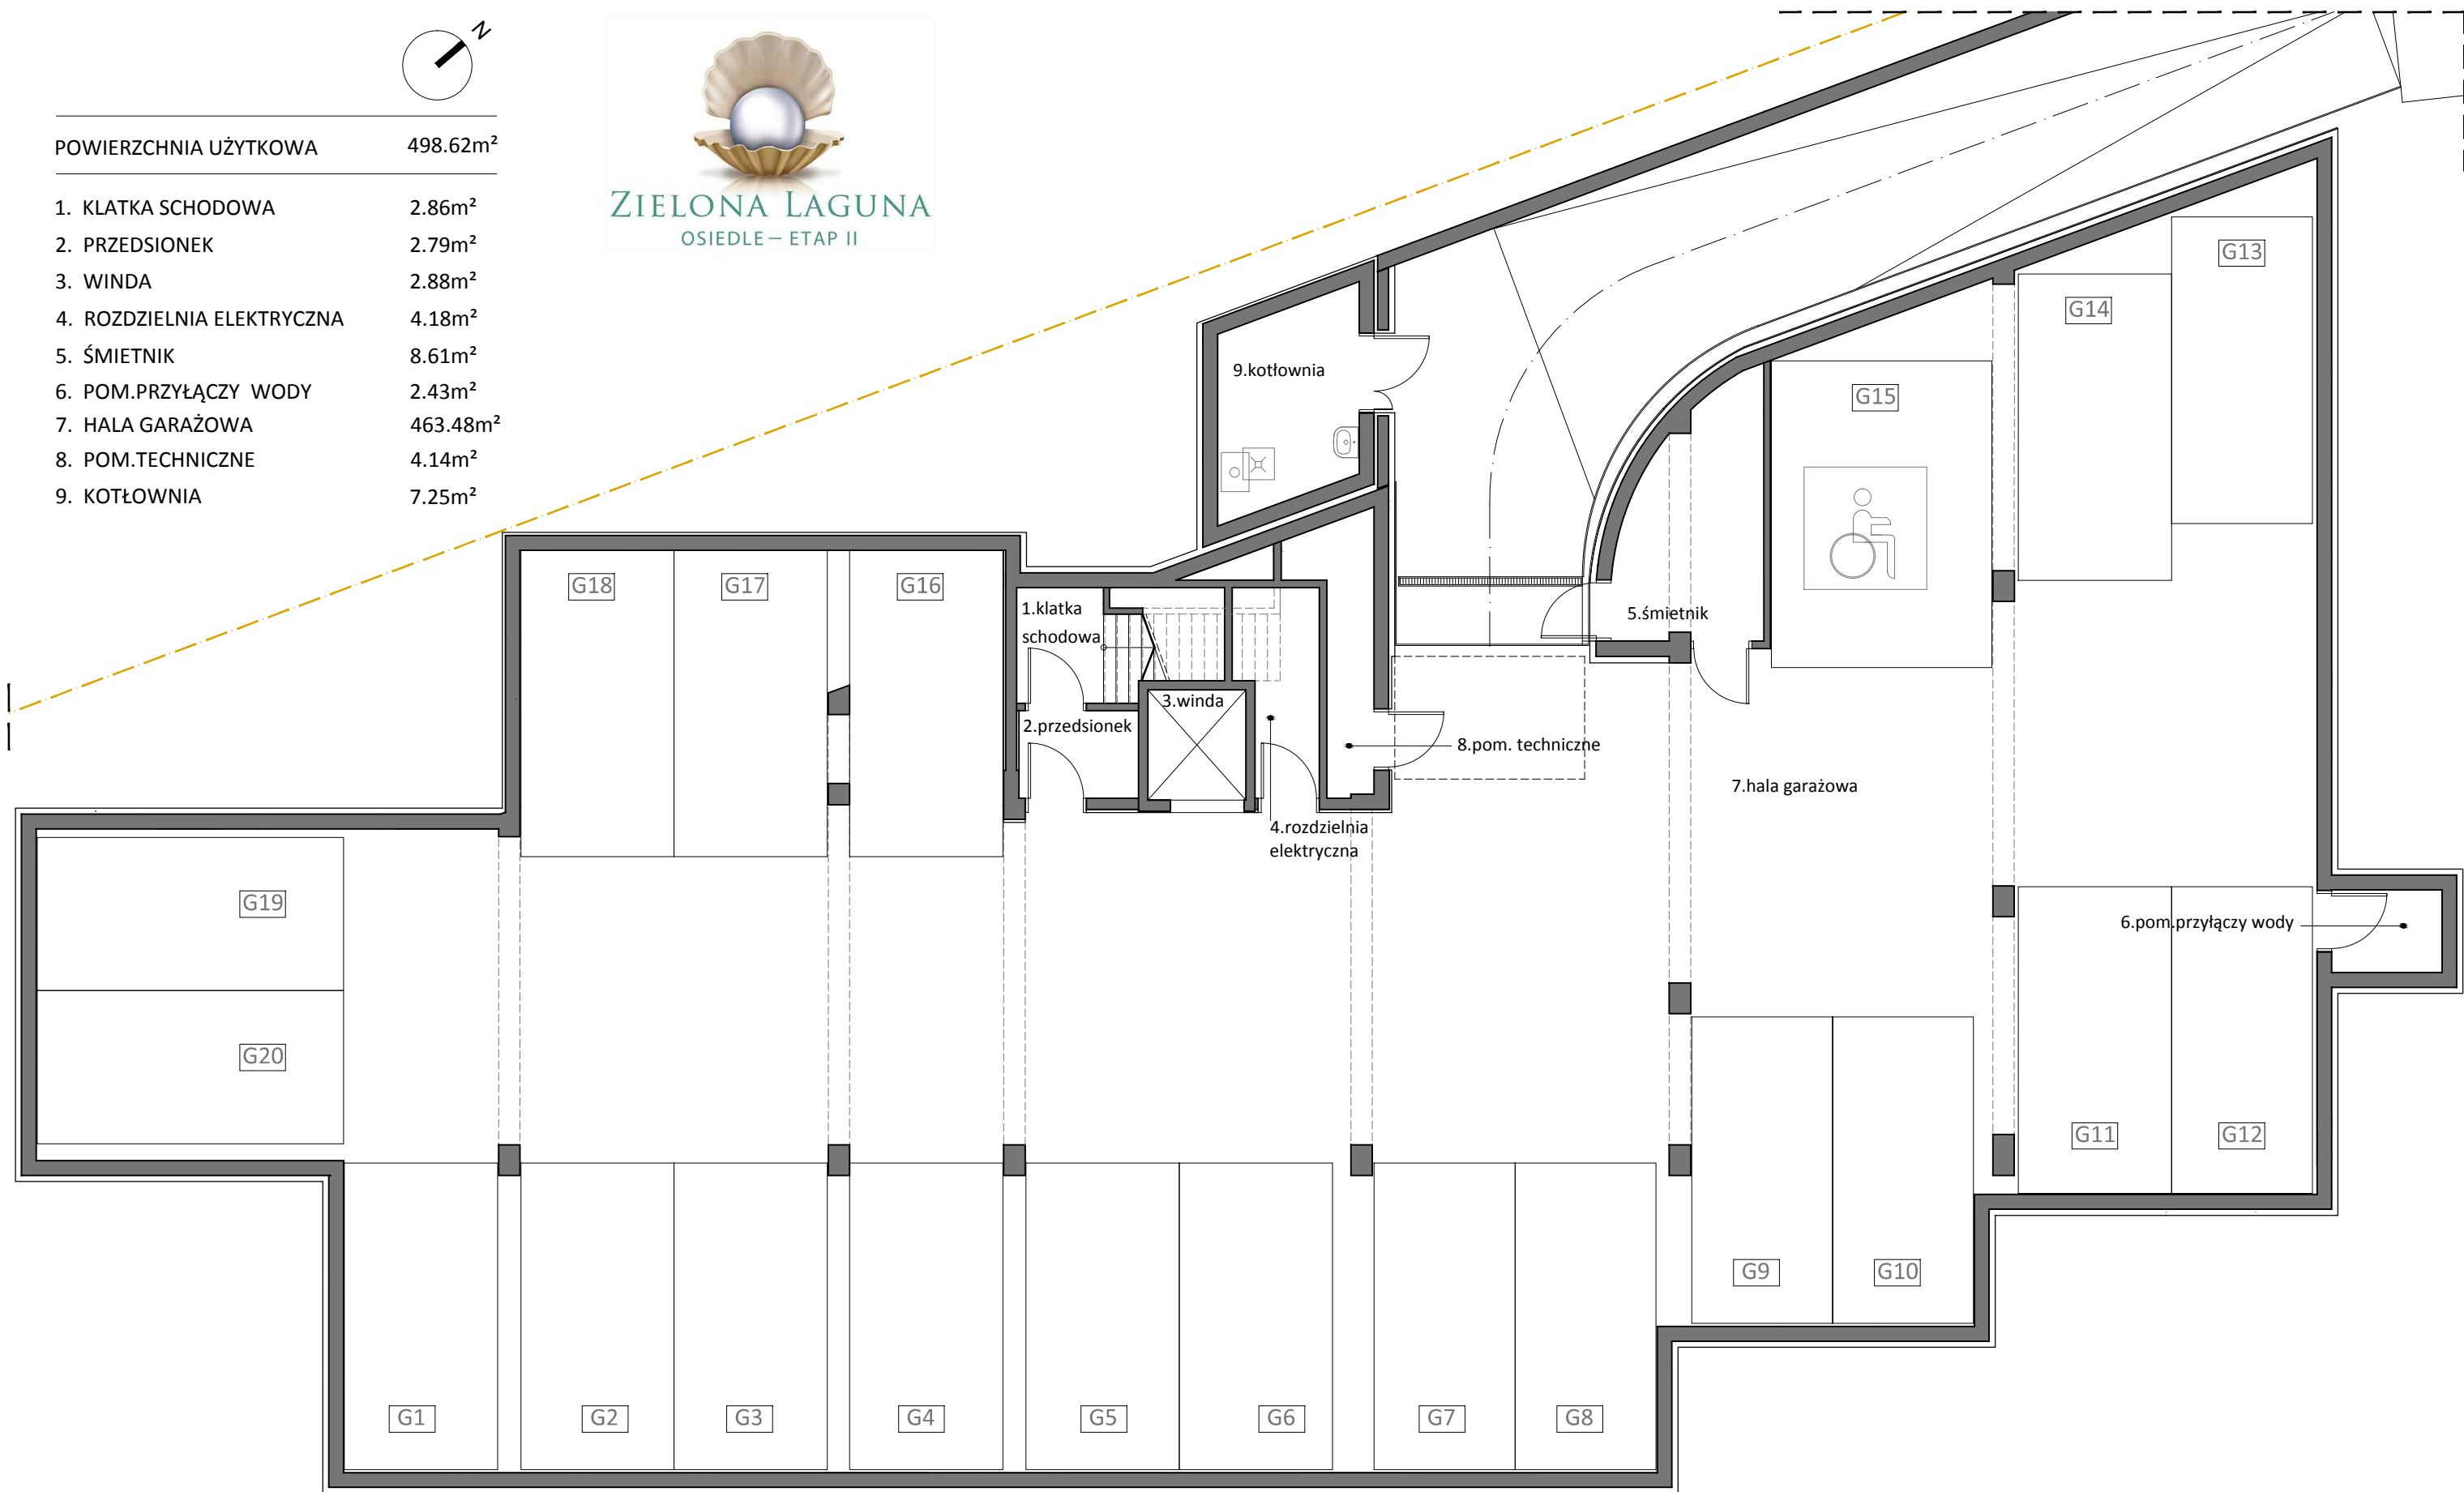 N
POWIERZCHNIA UŻYTKOWA 498.62m²
1. KLATKA SCHODOWA 2.86m²
2. PRZEDSIONEK 2.79m²
3. WINDA 2.88m²
4. ROZDZIELNIA ELEKTRYCZNA 4.18m²
5. ŚMIETNIK 8.61m²
6. POM.PRZYŁĄCZY WODY 2.43m²
7. HALA GARAŻOWA 463.48m²
8. POM.TECHNICZNE 4.14m²
9. KOTŁOWNIA 7.25m²
ZIELONA LAGUNA
OSIEDLE – ETAP II
G13
G14
9.kotłownia
G15
G18
G17
G16
1.klatka
schodowa
5.śmietnik
3.winda
2.przedsionek
8.pom. techniczne
7.hala garażowa
4.rozdzielnia
elektryczna
G19
6.pom.przyłączy wody
G20
G11
G12
G9
G10
G1
G2
G3
G4
G5
G6
G7
G8